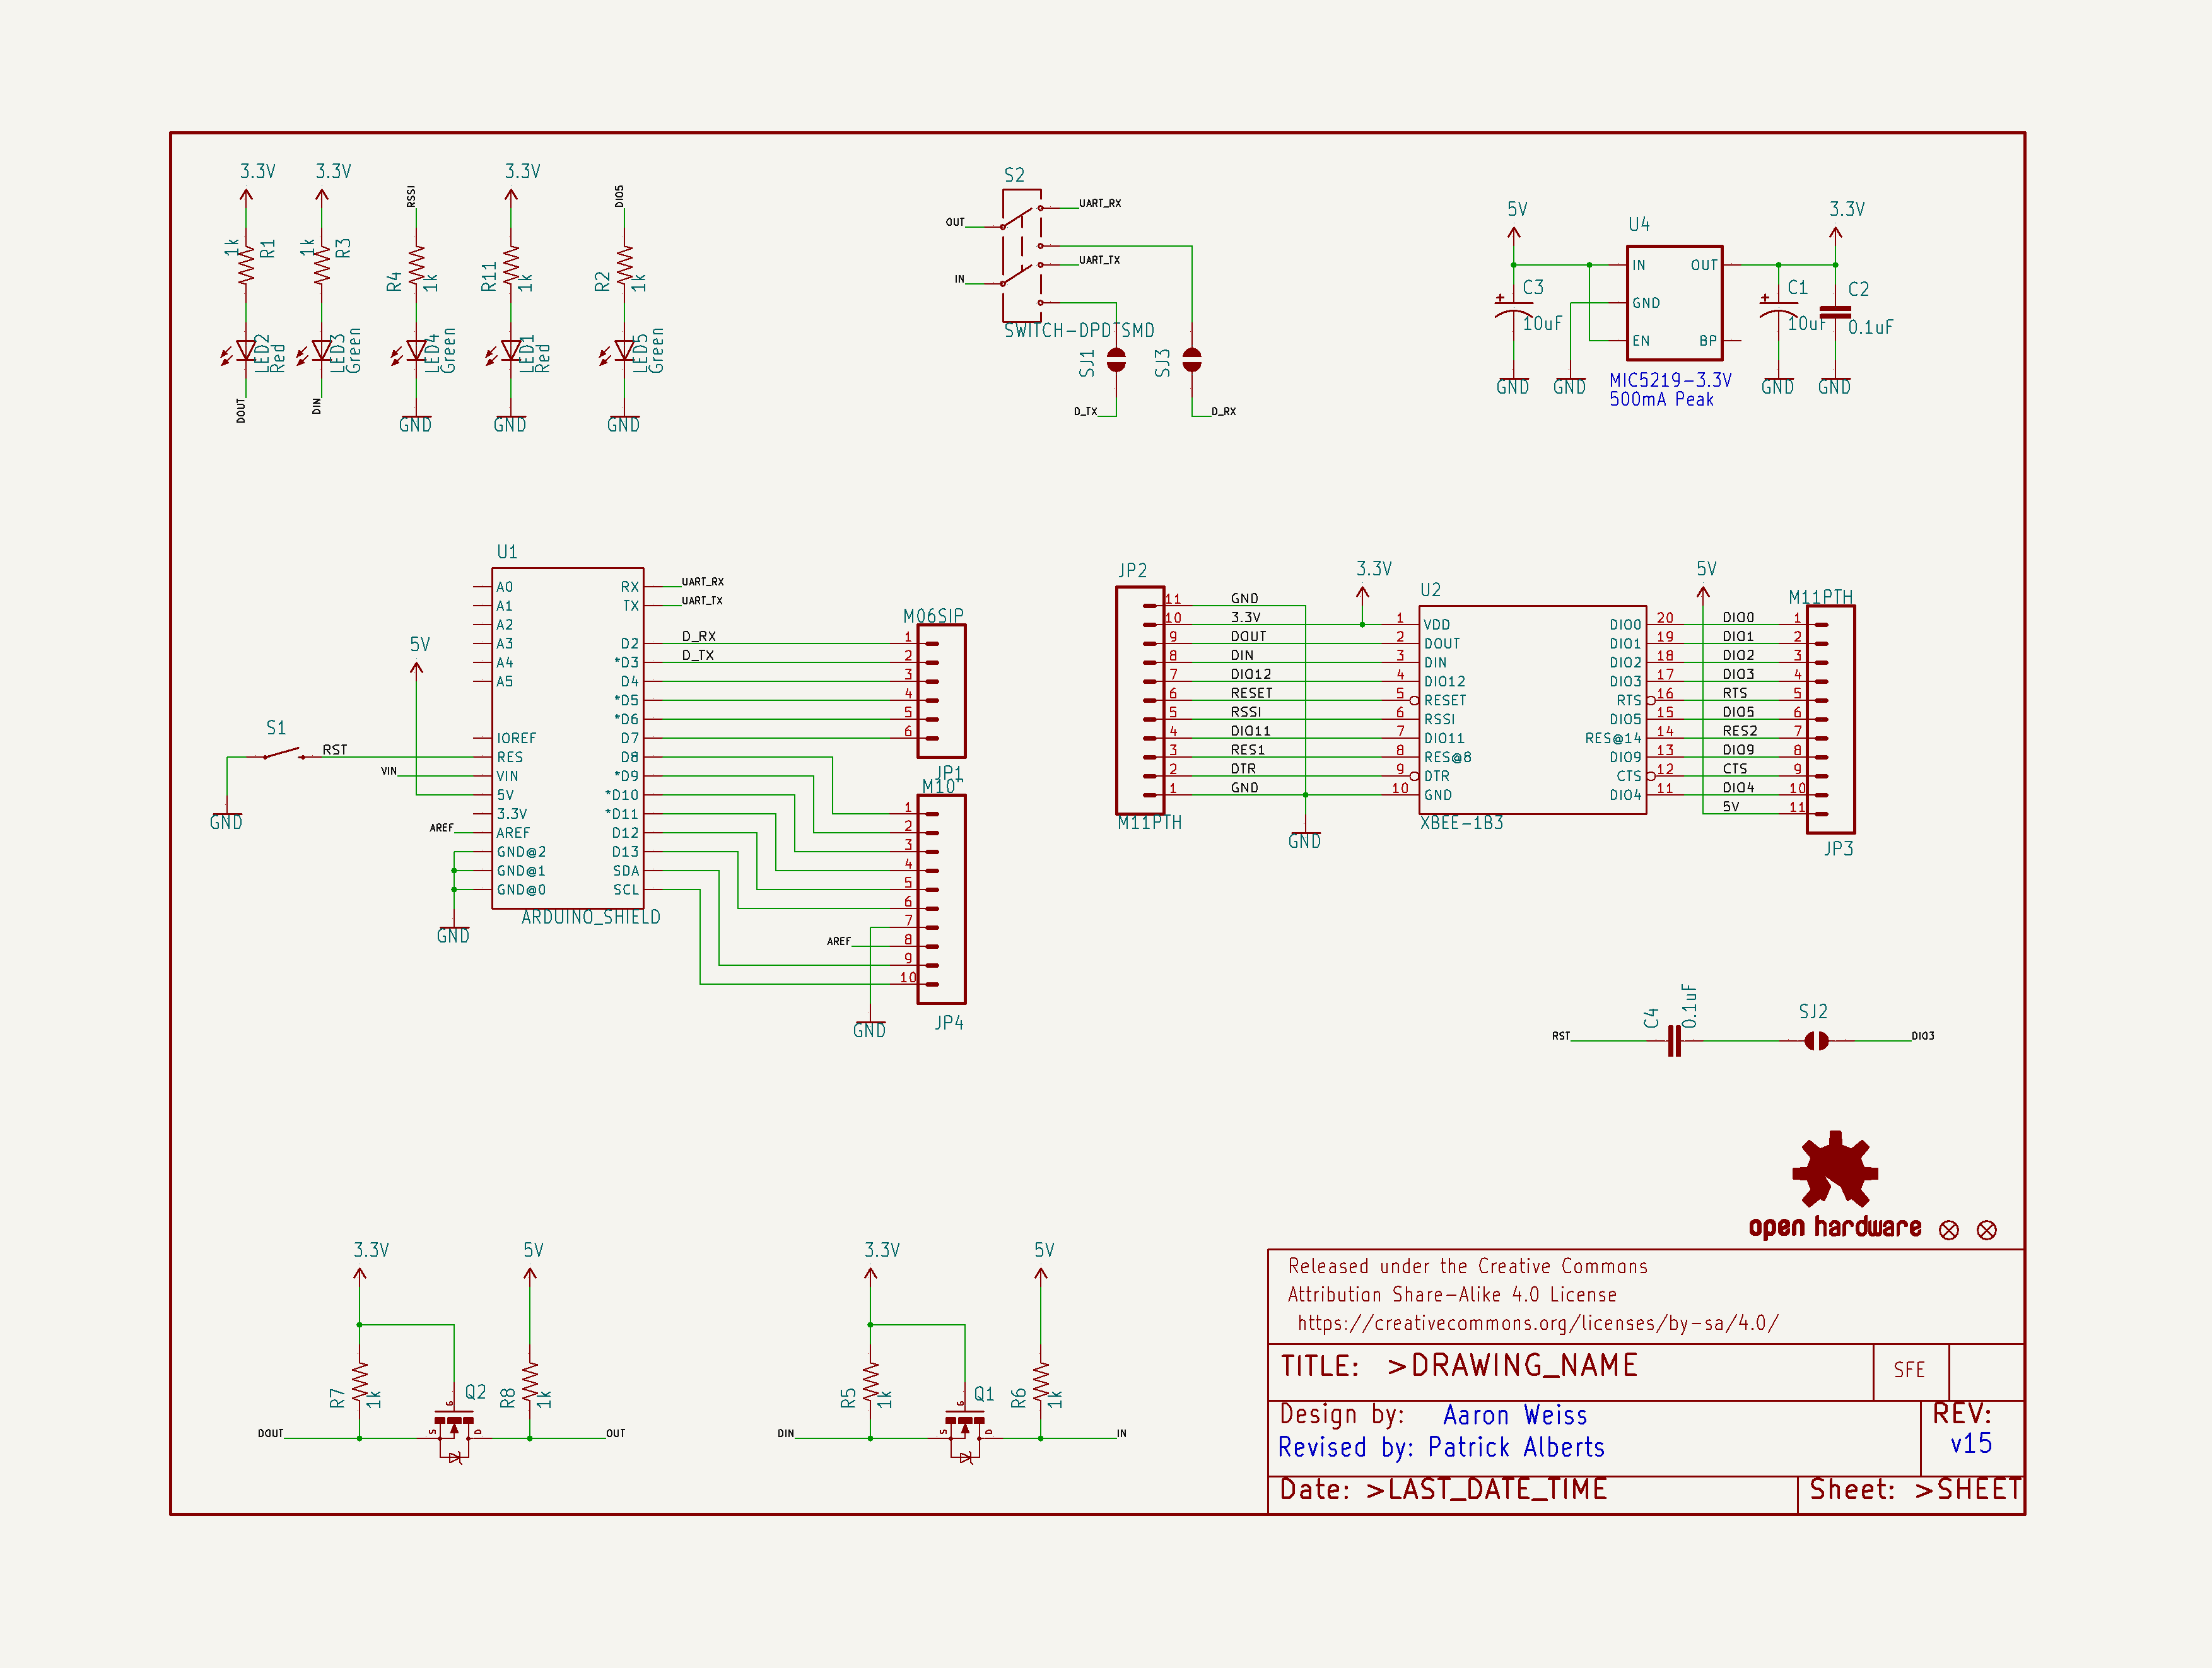 3.3V
1k
R1
LED2
Red
DOUT
3.3V
1k
R3
LED3
Green
DIN
RSSI
R4
1k
LED4
Green
GND
3.3V
R11
1k
LED1
Red
GND
DIO5
R2
1k
LED5
Green
GND
S2
OUT
UART_RX
IN
UART_TX
SWITCH-DPDTSMD
SJ1
SJ3
D_TX
D_RX
5V
U4
3.3V
IN
OUT
GND
EN
BP
C3
10uF
C1
10uF
C2
0.1uF
GND
GND
GND
GND
MIC5219-3.3V
500mA Peak
U1
A0
A1
A2
A3
A4
A5
IOREF
RES
VIN
5V
3.3V
AREF
GND@2
GND@1
GND@0
RX
TX
D2
*D3
D4
*D5
*D6
D7
D8
*D9
*D10
*D11
D12
D13
SDA
SCL
ARDUINO_SHIELD
5V
S1
RST
VIN
GND
AREF
GND
UART_RX
UART_TX
D_RX
D_TX
M06SIP
1
2
3
4
5
6
JP1
M10"
1
2
3
4
5
6
7
8
9
10
AREF
GND
JP4
JP2
11 GND
10 3.3V
9 DOUT
8 DIN
7 DIO12
6 RESET
5 RSSI
4 DIO11
3 RES1
2 DTR
1 GND
M11PTH
GND
3.3V
U2
1 VDD
2 DOUT
3 DIN
4 DIO12
5 RESET
6 RSSI
7 DIO11
8 RES@8
9 DTR
10 GND
DIO0 20
DIO1 19
DIO2 18
DIO3 17
RTS 16
DIO5 15
RES@14 14
DIO9 13
CTS 12
DIO4 11
XBEE-1B3
5V
M11PTH
DIO0 1
DIO1 2
DIO2 3
DIO3 4
RTS 5
DIO5 6
RES2 7
DIO9 8
CTS 9
DIO4 10
5V 11
JP3
RST
C4
0.1uF
SJ2
DIO3
open hardware
3.3V
5V
R7
1k
Q2
G
S
D
R8
1k
DOUT
OUT
3.3V
5V
R5
1k
Q1
G
S
D
R6
1k
DIN
IN
Released under the Creative Commons
Attribution Share-Alike 4.0 License
https://creativecommons.org/licenses/by-sa/4.0/
TITLE: >DRAWING_NAME
SFE
Design by: Aaron Weiss
Revised by: Patrick Alberts
REV:
v15
Date: >LAST_DATE_TIME
Sheet: >SHEET